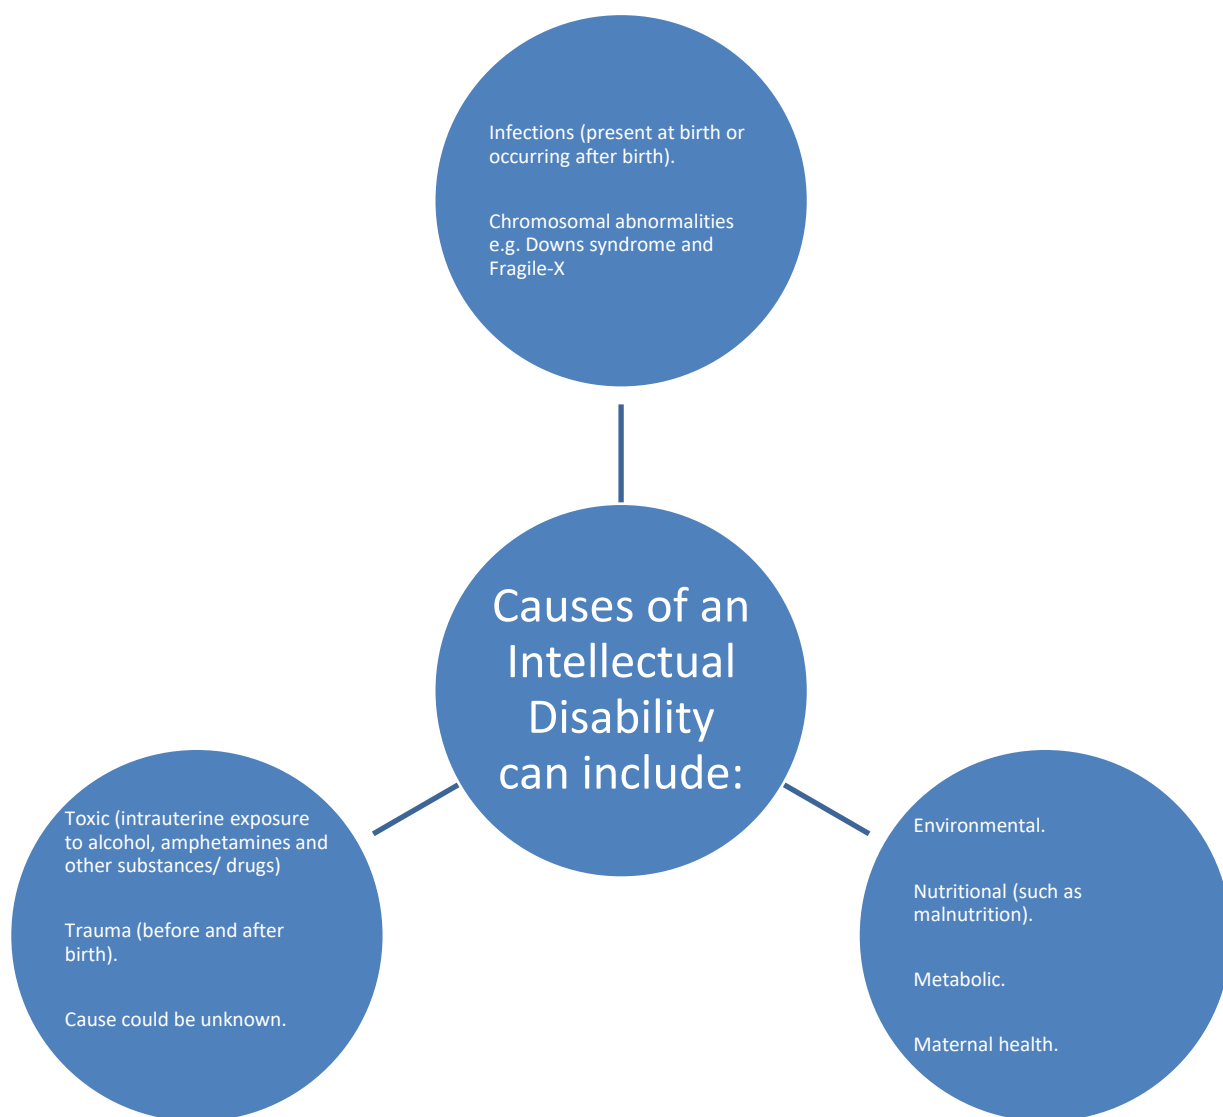 Infections (present at birth or
occurring after birth).
Chromosomal abnormalities
e.g. Downs syndrome and
Fragile-X
Causes of an
Intellectual
Disability
can include:
Toxic (intrauterine exposure
to alcohol, amphetamines and
other substances/ drugs)
Trauma (before and after
birth).
Cause could be unknown.
Environmental.
Nutritional (such as
malnutrition).
Metabolic.
Maternal health.